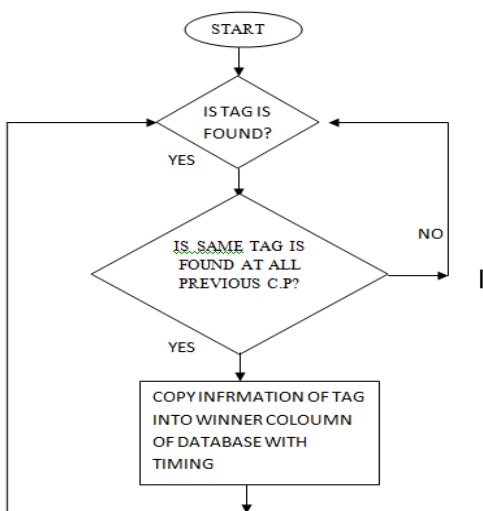 START
IS TAG IS
FOUND?
YES
IS SAME TAG IS
FOUND AT ALL
PREVIOUS C.P?
NO
YES
COPY INFRMATION OF TAG
INTO WINNER COLOUMN
OF DATABASE WITH
TIMING